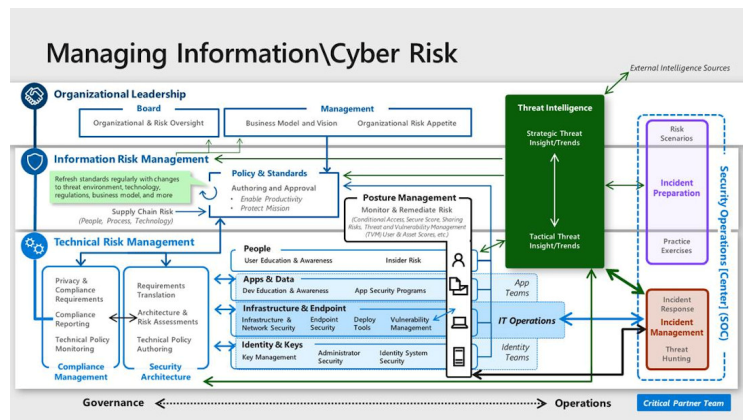 Managing Information\Cyber Risk
External Intelligence Sources
Organizational Leadership
Board
Organizational & Risk Oversight
Management
Business Model and Vision
Organizational Risk Appetite
Threat Intelligence
Strategic Threat
Insight/Trends
Tactical Threat
Insight/Trends
Information Risk Management
Refresh standards regularly with changes
to threat environment, technology,
regulations, business model, and more
Supply Chain Risk
(People, Process, Technology)
Policy & Standards
Authoring and Approval
• Enable Productivity
• Protect Mission
Posture Management
Monitor & Remediate Risk
(Conditional Access, Secure Score, Sharing
Risks, Threat and Vulnerability Management
(TVM) User & Asset Scores, etc.)
Risk
Scenarios
Incident
Preparation
Practice
Exercises
Security Operations [Center] (SOC)
Technical Risk Management
Privacy &
Compliance
Requirements
Compliance
Reporting
Technical Policy
Monitoring
Compliance
Management
Requirements
Translation
Architecture &
Risk Assessments
Technical Policy
Authoring
Security
Architecture
People
User Education & Awareness
Insider Risk
Apps & Data
Dev Education & Awareness
App Security Programs
Infrastructure & Endpoint
Infrastructure &
Network Security
Endpoint
Security
Deploy
Tools
Vulnerability
Management
Identity & Keys
Key Management
Administrator
Security
Identity System
Security
App
Teams
IT Operations
Identity
Teams
Incident
Response
Incident
Management
Threat
Hunting
Governance
Operations
Critical Partner Team